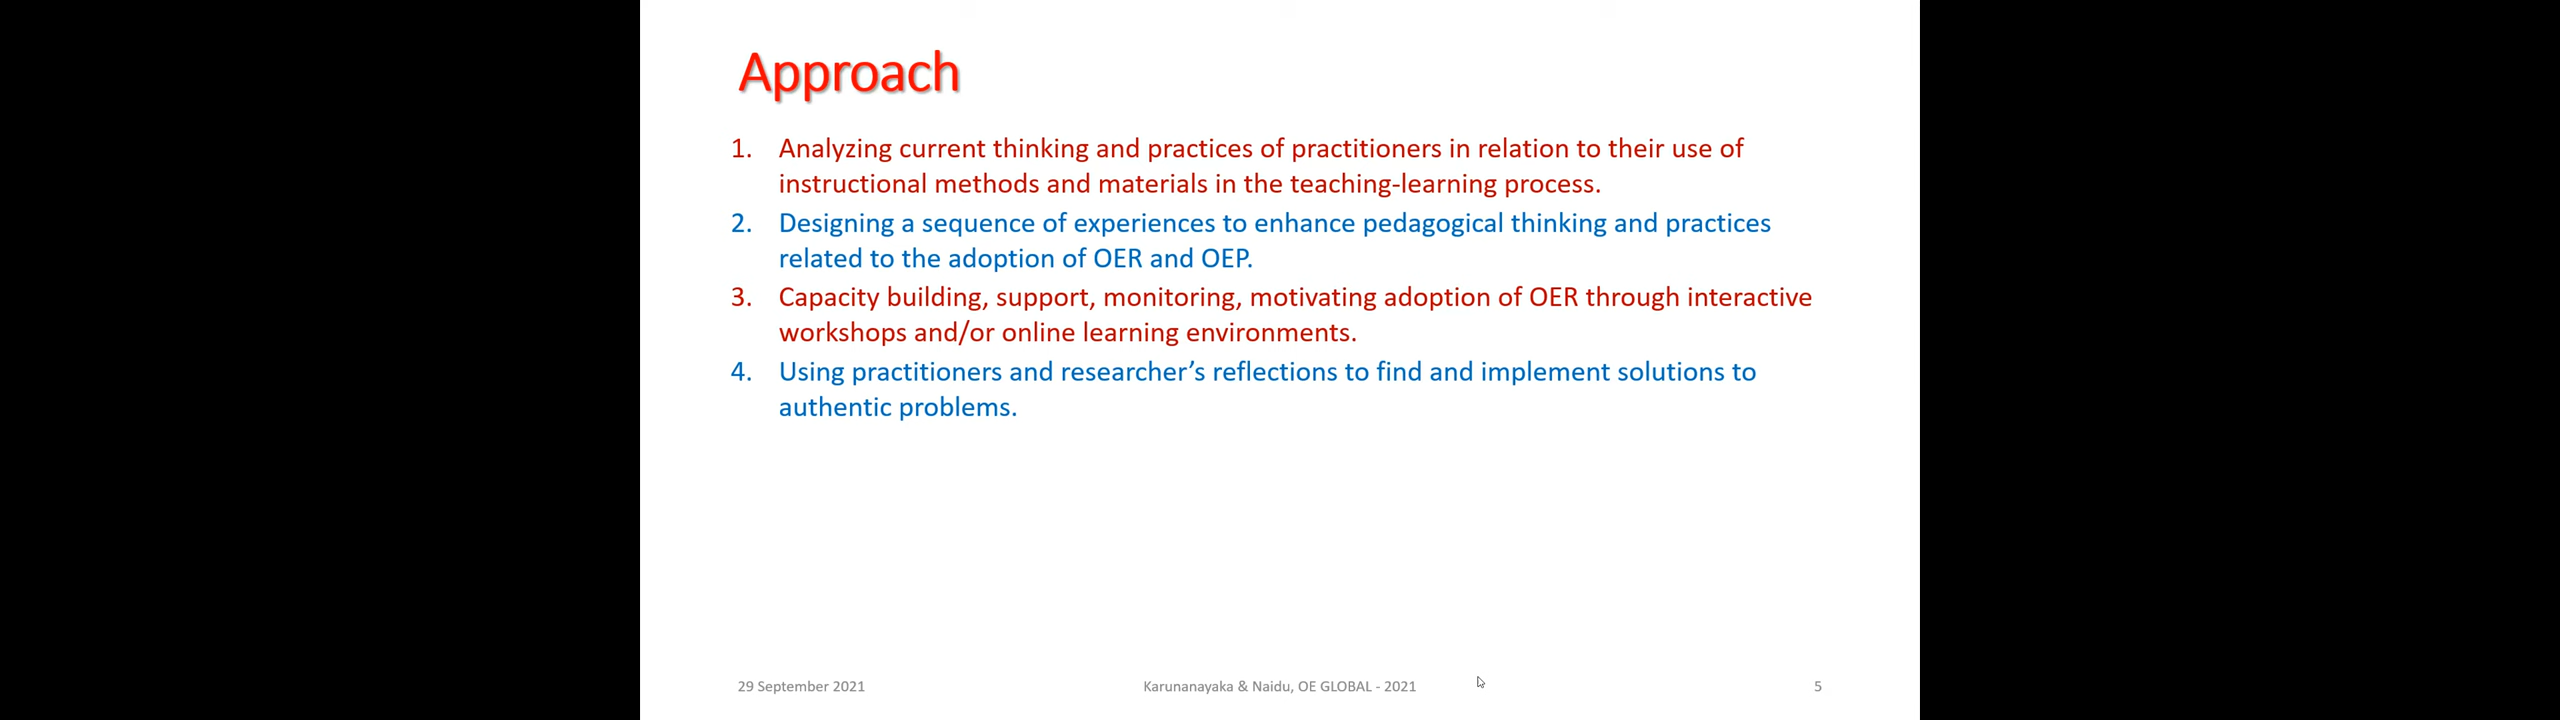 Approach
1. Analyzing current thinking and practices of practitioners in relation to their use of
instructional methods and materials in the teaching-learning process.
2. Designing a sequence of experiences to enhance pedagogical thinking and practices
related to the adoption of OER and OEP.
3. Capacity building, support, monitoring, motivating adoption of OER through interactive
workshops and/or online learning environments.
4. Using practitioners and researcher’s reflections to find and implement solutions to
authentic problems.
29 September 2021
Karunanayaka & Naidu, OE GLOBAL - 2021
5